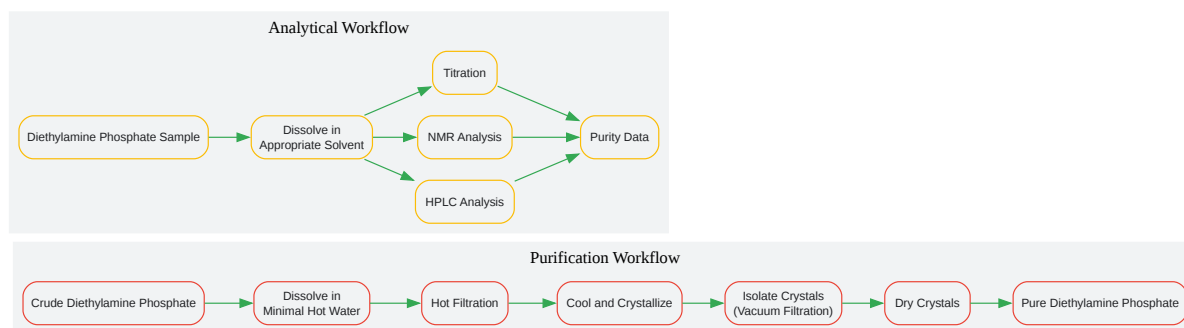 Analytical Workflow
Titration
Diethylamine Phosphate Sample
Dissolve in
Appropriate Solvent
NMR Analysis
Purity Data
HPLC Analysis
Purification Workflow
Crude Diethylamine Phosphate
Dissolve in
Minimal Hot Water
Hot Filtration
Cool and Crystallize
Isolate Crystals
(Vacuum Filtration)
Dry Crystals
Pure Diethylamine Phosphate